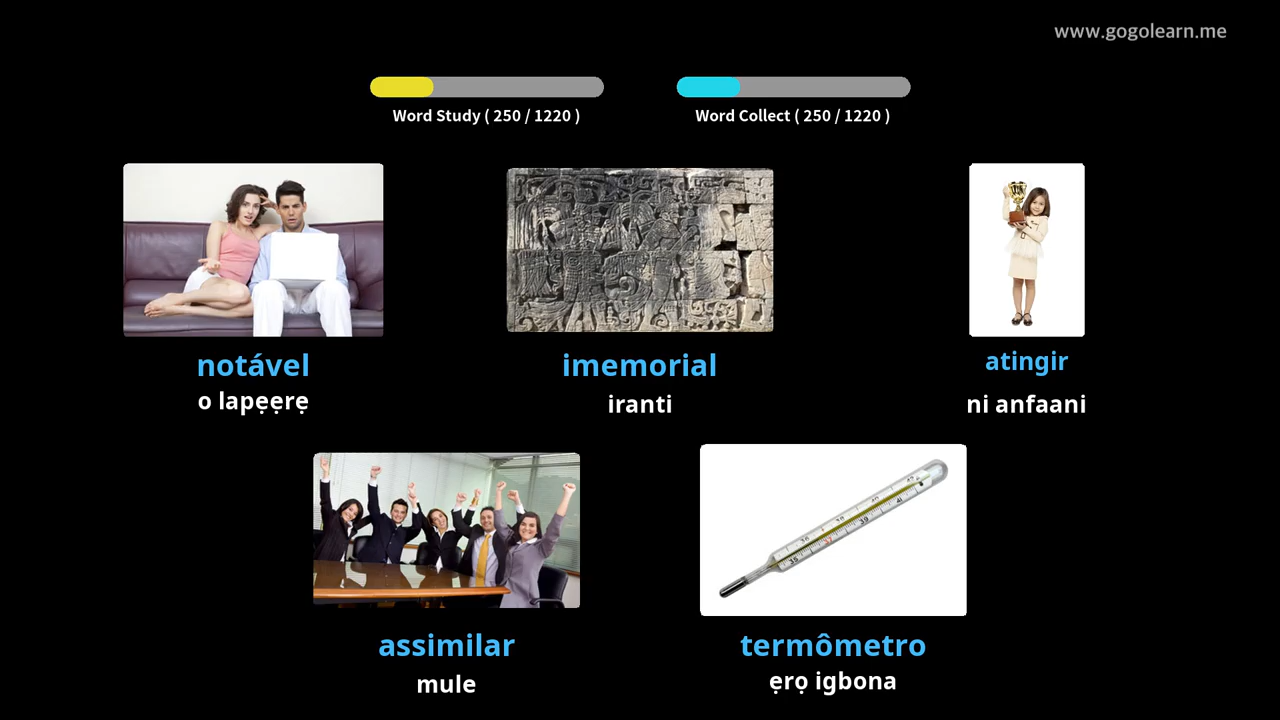 www.gogolearn.me
Word Study ( 250 / 1220 )
Word Collect ( 250 / 1220 )
notável
o lapẹẹrẹ
imemorial
iranti
atingir
ni anfaani
assimilar
mule
termômetro
ẹrọ igbona